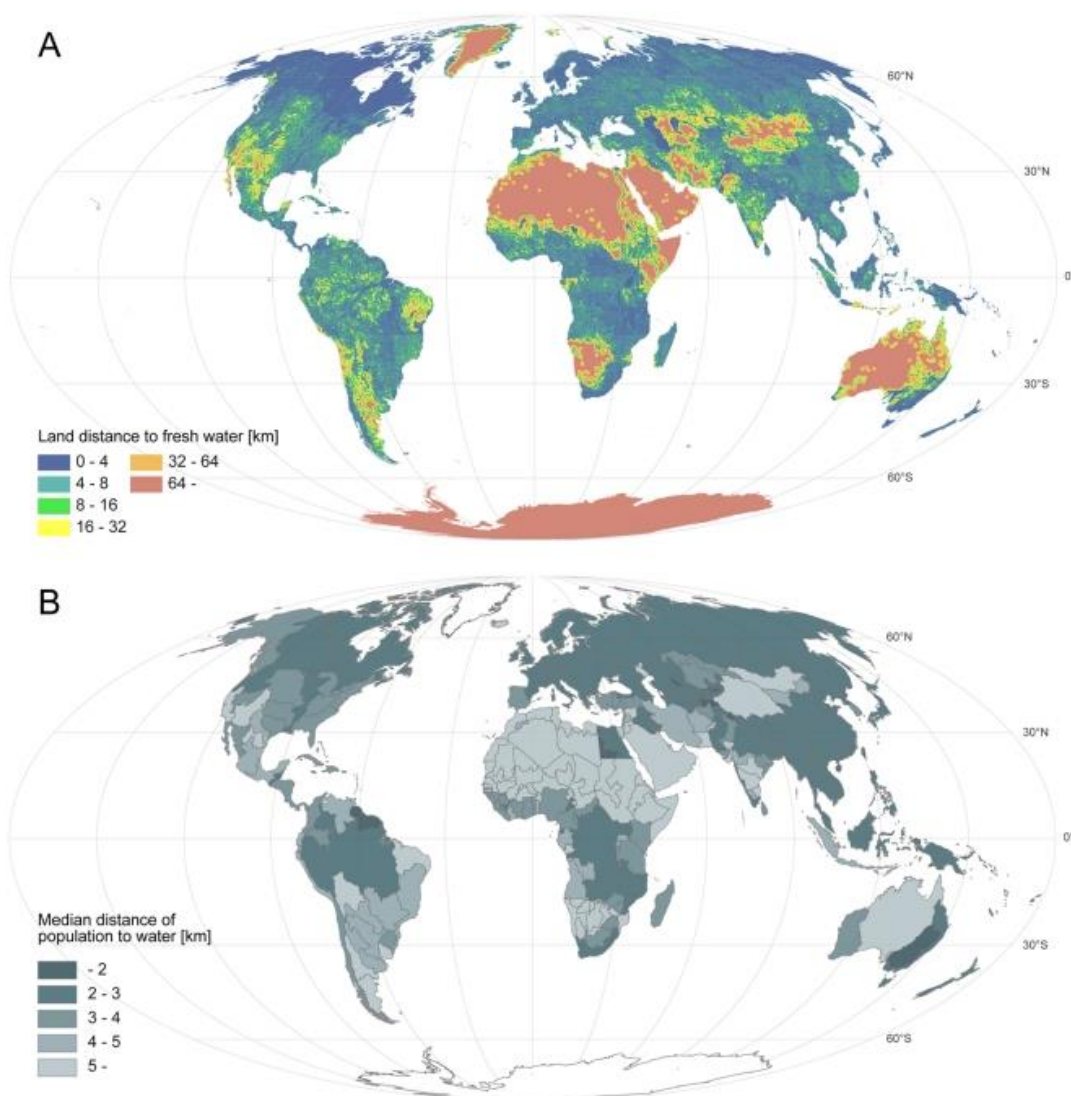 A
60°N
30°N
0°
30°S
60°S
Land distance to fresh water [km]
0 - 4
32 - 64
4 - 8
64 -
8 - 16
16 - 32
B
60°N
30°N
0°
30°S
60°S
Median distance of
population to water [km]
- 2
2 - 3
3 - 4
4 - 5
5 -